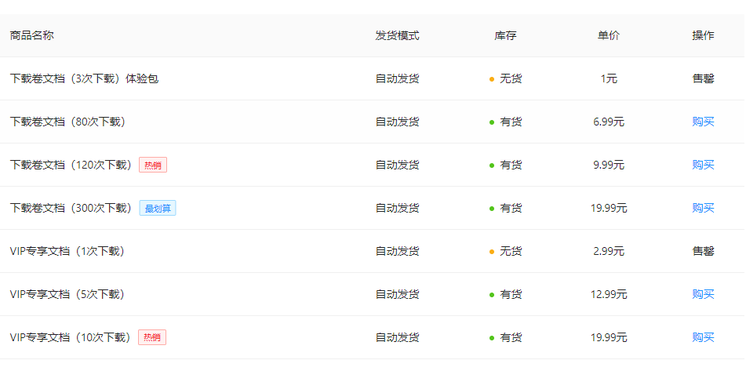 商品名称 发货模式 库存 单价 操作
下载卷文档（3次下载）体验包 自动发货 无货 1元 售罄
下载卷文档（80次下载） 自动发货 有货 6.99元 购买
下载卷文档（120次下载） 热销 自动发货 有货 9.99元 购买
下载卷文档（300次下载） 最划算 自动发货 有货 19.99元 购买
VIP专享文档（1次下载） 自动发货 无货 2.99元 售罄
VIP专享文档（5次下载） 自动发货 有货 12.99元 购买
VIP专享文档（10次下载） 热销 自动发货 有货 19.99元 购买